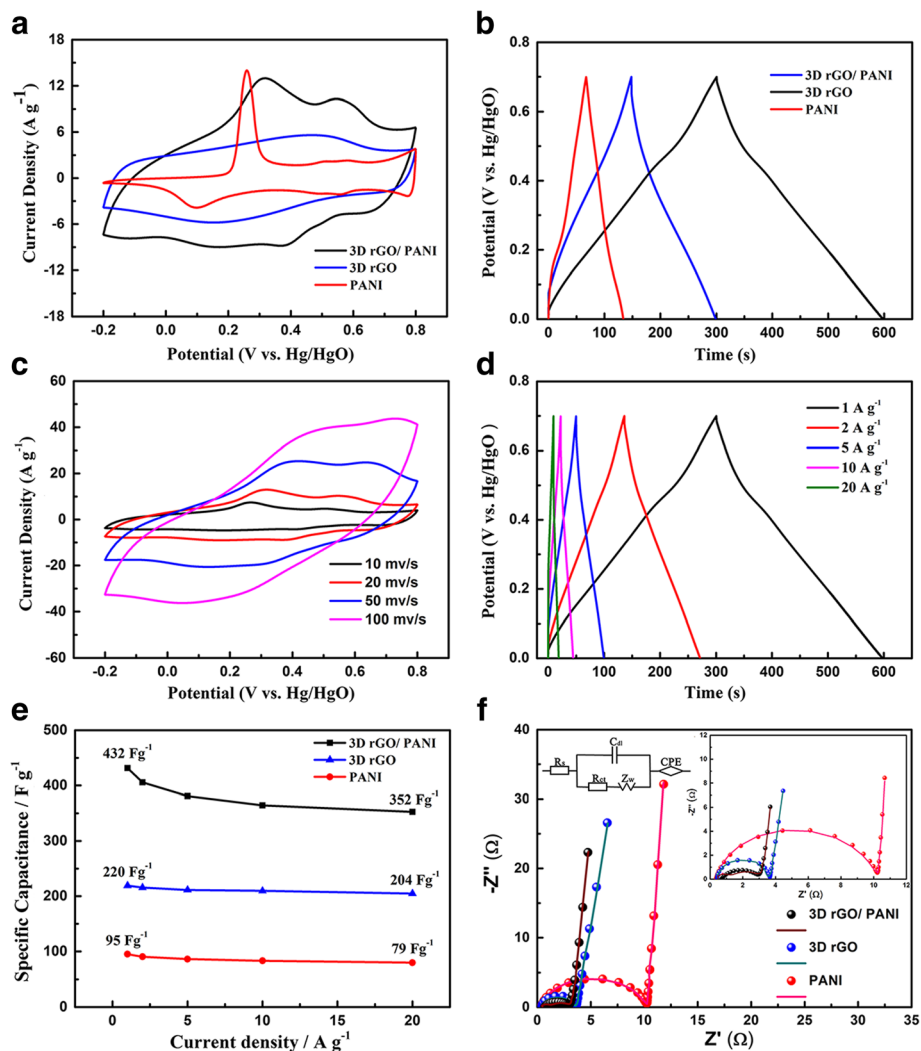 a
18
12
6
0
-6
-12
-18
Current Density (A g⁻¹)
3D rGO/ PANI
3D rGO
PANI
-0.2
0.0
0.2
0.4
0.6
0.8
Potential (V vs. Hg/HgO)
b
0.8
0.6
0.4
0.2
0.0
Potential (V vs. Hg/HgO)
3D rGO/ PANI
3D rGO
PANI
0
100
200
300
400
500
600
Time (s)
c
60
40
20
0
-20
-40
-60
Current Density (A g⁻¹)
10 mv/s
20 mv/s
50 mv/s
100 mv/s
-0.2
0.0
0.2
0.4
0.6
0.8
Potential (V vs. Hg/HgO)
d
0.8
0.6
0.4
0.2
0.0
Potential (V vs. Hg/HgO )
1 A g⁻¹
2 A g⁻¹
5 A g⁻¹
10 A g⁻¹
20 A g⁻¹
0
100
200
300
400
500
600
Time (s)
e
500
400
300
200
100
0
Specific Capacitance / F g⁻¹
3D rGO/ PANI
3D rGO
PANI
432 Fg⁻¹
352 Fg⁻¹
220 Fg⁻¹
204 Fg⁻¹
95 Fg⁻¹
79 Fg⁻¹
0
5
10
15
20
Current density / A g⁻¹
f
40
35
30
25
20
15
10
5
0
-Z'' (Ω)
Rs
Cdl
Rct
Zw
CPE
12
10
8
6
4
2
0
-Z'' (Ω)
0
2
4
6
8
10
12
Z' (Ω)
3D rGO/ PANI
3D rGO
PANI
0
5
10
15
20
25
30
35
Z' (Ω)